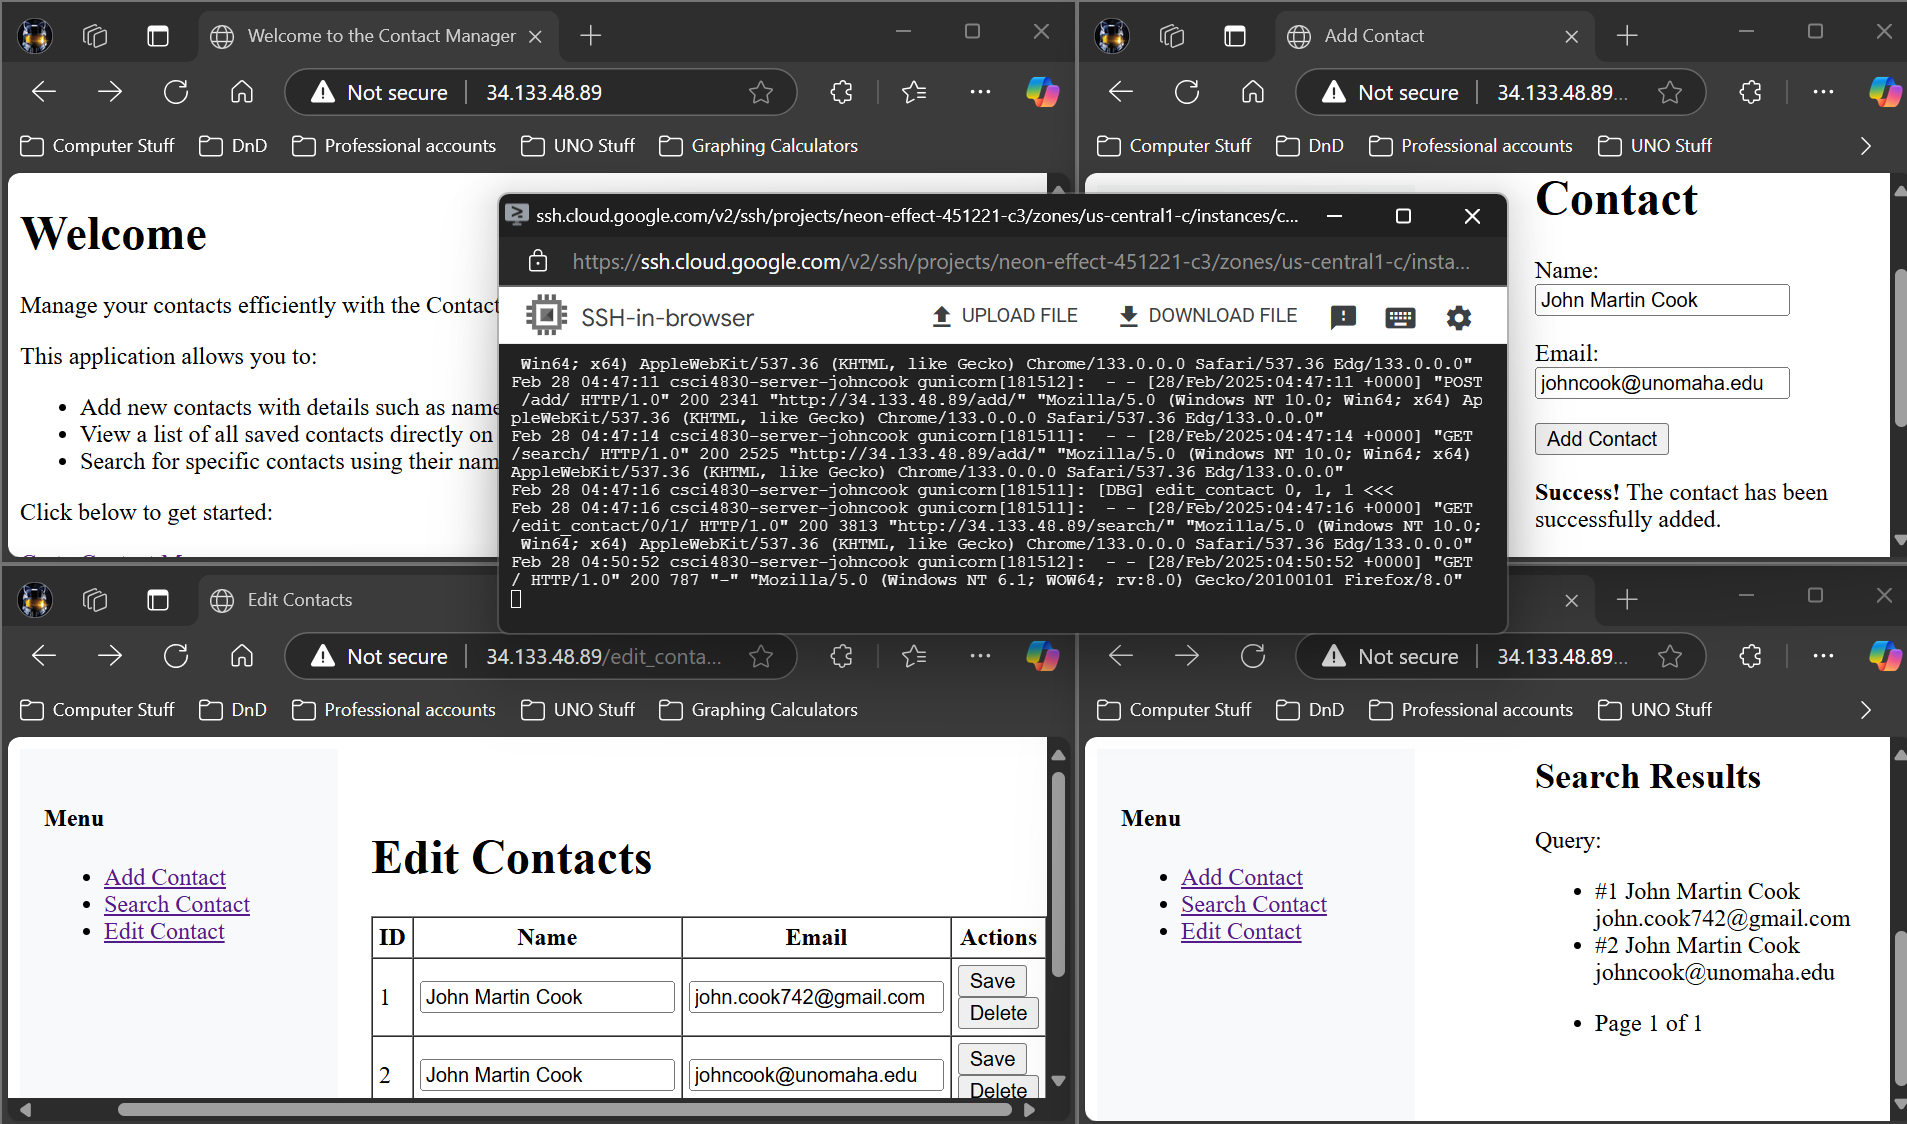 Welcome to the Contact Manager
Not secure
34.133.48.89
Computer Stuff
DnD
Professional accounts
UNO Stuff
Graphing Calculators
Welcome
Manage your contacts efficiently with the Contact
This application allows you to:
• Add new contacts with details such as name
• View a list of all saved contacts directly on
• Search for specific contacts using their nam
Click below to get started:
Add Contact
Not secure
34.133.48.89...
Computer Stuff
DnD
Professional accounts
UNO Stuff
Contact
Name:
John Martin Cook
Email:
johncook@unomaha.edu
Add Contact
Success! The contact has been
successfully added.
ssh.cloud.google.com/v2/ssh/projects/neon-effect-451221-c3/zones/us-central1-c/instances/c...
https://ssh.cloud.google.com/v2/ssh/projects/neon-effect-451221-c3/zones/us-central1-c/insta...
SSH-in-browser
UPLOAD FILE
DOWNLOAD FILE
Win64; x64) AppleWebKit/537.36 (KHTML, like Gecko) Chrome/133.0.0.0 Safari/537.36 Edg/133.0.0.0"
Feb 28 04:47:11 csci4830-server-johncook gunicorn[181512]:  - - [28/Feb/2025:04:47:11 +0000] "POST
/add/ HTTP/1.0" 200 2341 "http://34.133.48.89/add/" "Mozilla/5.0 (Windows NT 10.0; Win64; x64) Ap
pleWebKit/537.36 (KHTML, like Gecko) Chrome/133.0.0.0 Safari/537.36 Edg/133.0.0.0"
Feb 28 04:47:14 csci4830-server-johncook gunicorn[181511]:  - - [28/Feb/2025:04:47:14 +0000] "GET
/search/ HTTP/1.0" 200 2525 "http://34.133.48.89/add/" "Mozilla/5.0 (Windows NT 10.0; Win64; x64)
AppleWebKit/537.36 (KHTML, like Gecko) Chrome/133.0.0.0 Safari/537.36 Edg/133.0.0.0"
Feb 28 04:47:16 csci4830-server-johncook gunicorn[181511]: [DBG] edit_contact 0, 1, 1 <<<
Feb 28 04:47:16 csci4830-server-johncook gunicorn[181511]:  - - [28/Feb/2025:04:47:16 +0000] "GET
/edit_contact/0/1/ HTTP/1.0" 200 3813 "http://34.133.48.89/search/" "Mozilla/5.0 (Windows NT 10.0;
Win64; x64) AppleWebKit/537.36 (KHTML, like Gecko) Chrome/133.0.0.0 Safari/537.36 Edg/133.0.0.0"
Feb 28 04:50:52 csci4830-server-johncook gunicorn[181512]:  - - [28/Feb/2025:04:50:52 +0000] "GET
/ HTTP/1.0" 200 787 "-" "Mozilla/5.0 (Windows NT 6.1; WOW64; rv:8.0) Gecko/20100101 Firefox/8.0"
Edit Contacts
Not secure
34.133.48.89/edit_conta...
Computer Stuff
DnD
Professional accounts
UNO Stuff
Graphing Calculators
Menu
• Add Contact
• Search Contact
• Edit Contact
Edit Contacts
ID Name Email Actions
1 John Martin Cook john.cook742@gmail.com Save
Delete
2 John Martin Cook johncook@unomaha.edu Save
Delete
Not secure
34.133.48.89...
Computer Stuff
DnD
Professional accounts
UNO Stuff
Menu
• Add Contact
• Search Contact
• Edit Contact
Search Results
Query:
• #1 John Martin Cook
john.cook742@gmail.com
• #2 John Martin Cook
johncook@unomaha.edu
• Page 1 of 1